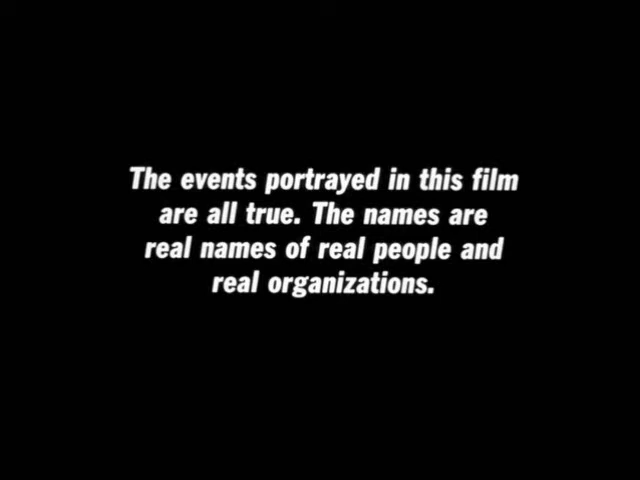 The events portrayed in this film
are all true. The names are
real names of real people and
real organizations.